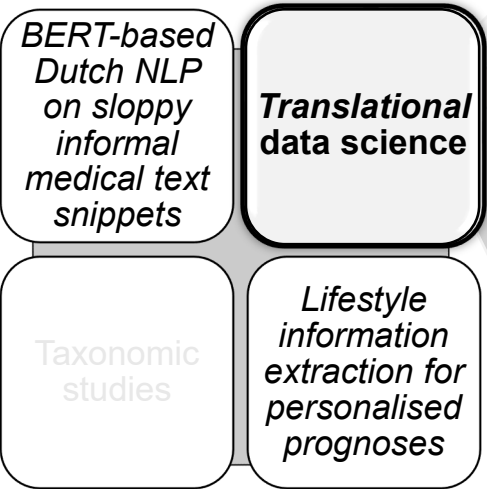 BERT-based
Dutch NLP
on sloppy
informal
medical text
snippets
Translational
data science
Taxonomic
studies
Lifestyle
information
extraction for
personalised
prognoses